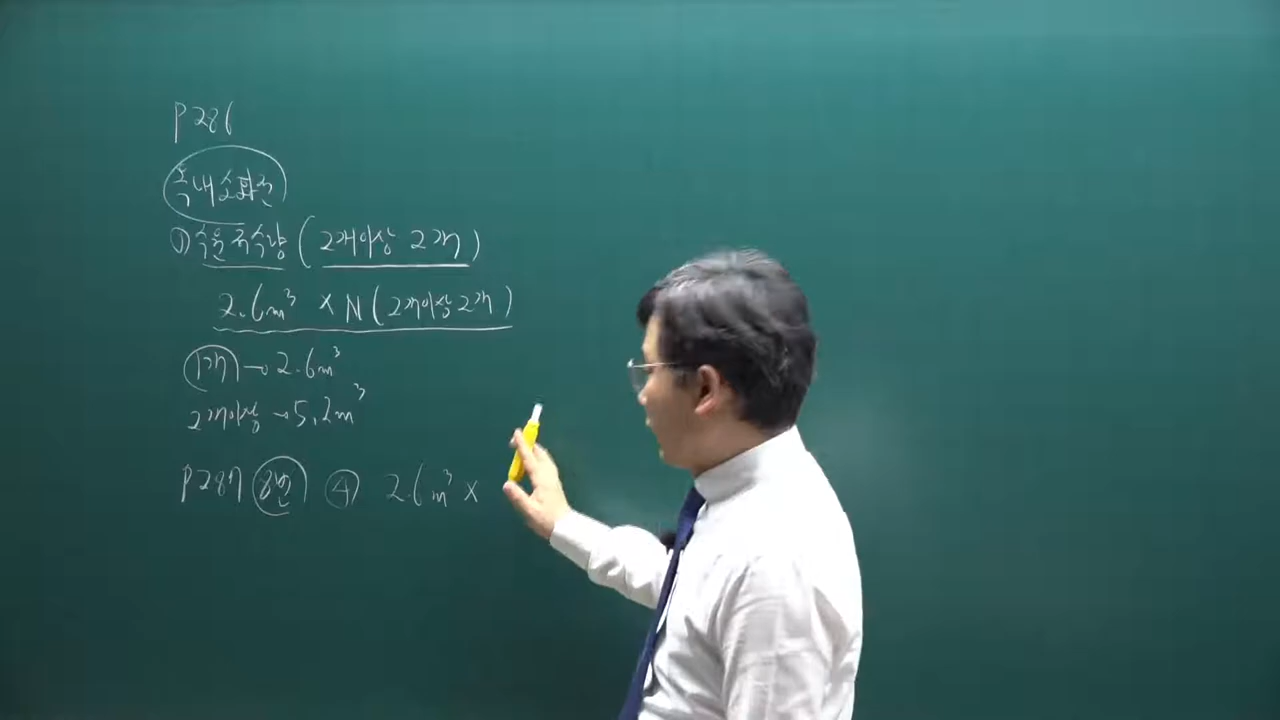 P286
옥내소화전
① 수원 저수량 (2개이상 2개)
2.6m³ × N (2개이상 2개)
1개 → 2.6m³
2개이상 → 5.2m³
P287 8번 ④ 2.6m³ ×